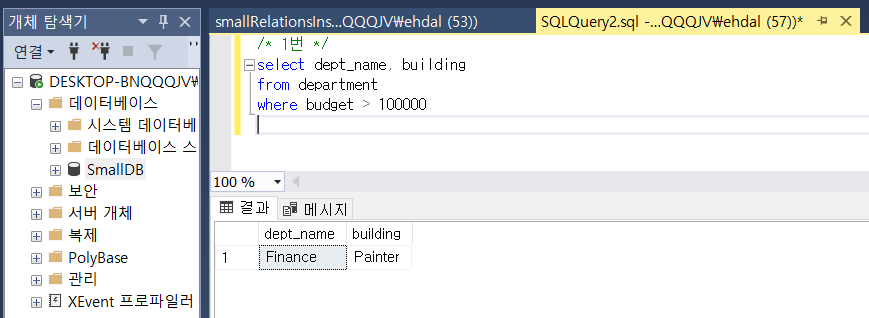 개체 탐색기
연결
DESKTOP-BNQQQJV₩
데이터베이스
시스템 데이터베
데이터베이스 스
SmallDB
보안
서버 개체
복제
PolyBase
관리
XEvent 프로파일러
smallRelationsIns...QQQJV₩ehdal (53))
SQLQuery2.sql -...QQQJV₩ehdal (57))*
/* 1번 */
select dept_name, building
from department
where budget > 100000
100 %
결과 메시지
dept_name building
1 Finance Painter